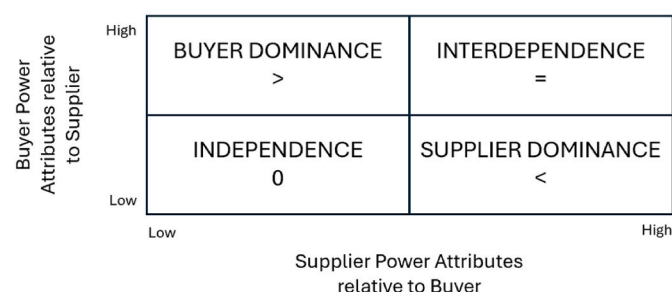 High
BUYER DOMINANCE
>
INTERDEPENDENCE
=
Buyer Power
Attributes relative
to Supplier
INDEPENDENCE
0
SUPPLIER DOMINANCE
<
Low
Low
High
Supplier Power Attributes
relative to Buyer